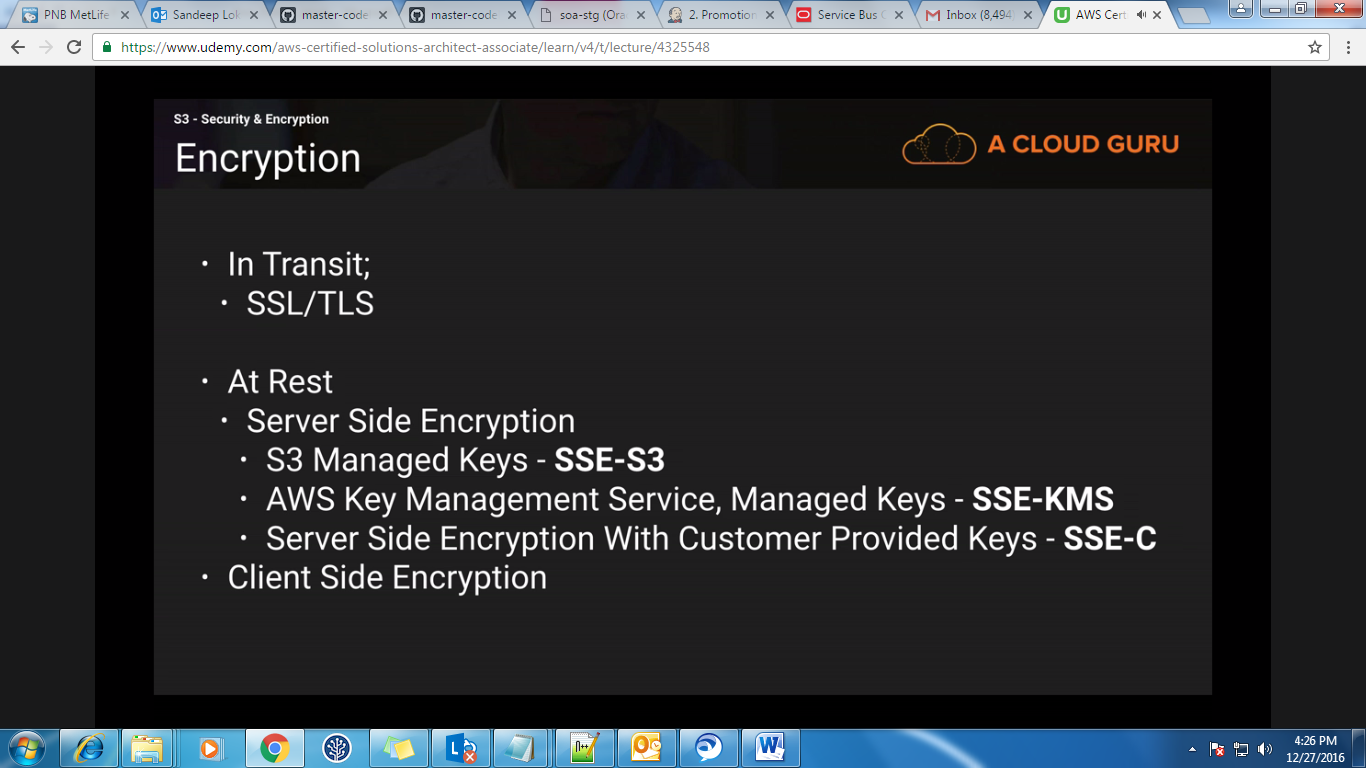 PNB MetLife
Sandeep Lok
master-code
master-code
soa-stg (Ora
2. Promotion
Service Bus
Inbox (8,494
AWS Cert
https://www.udemy.com/aws-certified-solutions-architect-associate/learn/v4/t/lecture/4325548
S3 - Security & Encryption
Encryption
A CLOUD GURU
• In Transit;
• SSL/TLS
• At Rest
• Server Side Encryption
• S3 Managed Keys - SSE-S3
• AWS Key Management Service, Managed Keys - SSE-KMS
• Server Side Encryption With Customer Provided Keys - SSE-C
• Client Side Encryption
4:26 PM
12/27/2016